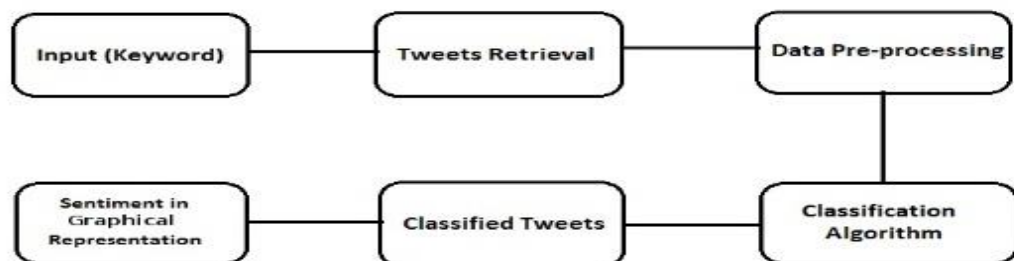 Input (Keyword)
Tweets Retrieval
Data Pre-processing
Sentiment in
Graphical
Representation
Classified Tweets
Classification
Algorithm